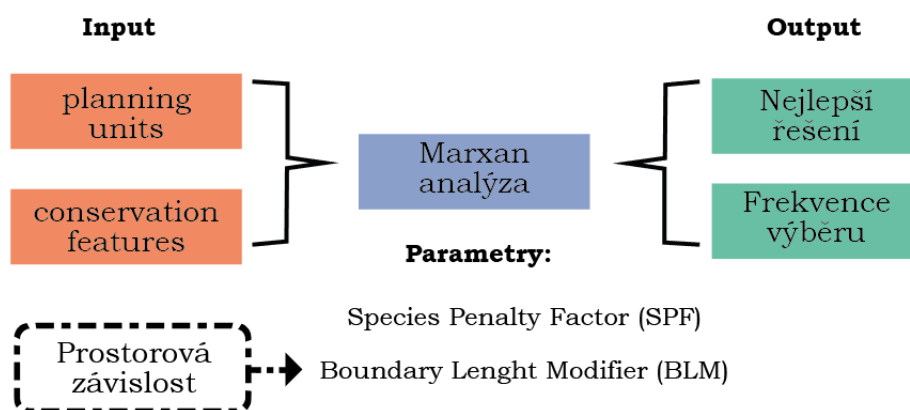 Input
Output
planning
units
conservation
features
Marxan
analýza
Nejlepší
řešení
Frekvence
výběru
Parametry:
Species Penalty Factor (SPF)
Boundary Lenght Modifier (BLM)
Prostorová
závislost